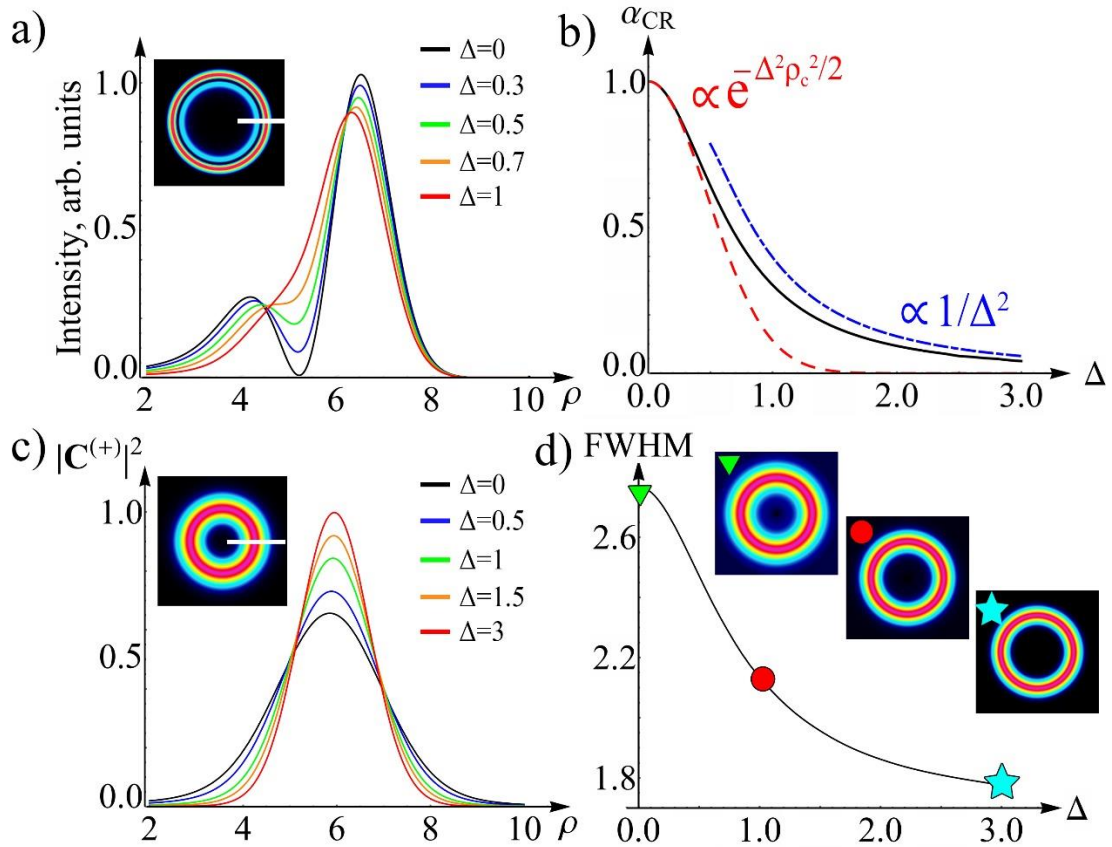 a)
Intensity, arb. units
1.0
0.5
0.0
2 4 6 8 10 ρ
Δ=0
Δ=0.3
Δ=0.5
Δ=0.7
Δ=1
b)
α_CR
∝e^{-Δ²ρ_c²/2}
∝1/Δ²
1.0
0.5
0.0
0.0 1.0 2.0 3.0 Δ
c) |C⁽⁺⁾|²
1.0
0.5
0.0
2 4 6 8 10 ρ
Δ=0
Δ=0.5
Δ=1
Δ=1.5
Δ=3
d) FWHM
2.6
2.2
1.8
0.0 1.0 2.0 3.0 Δ